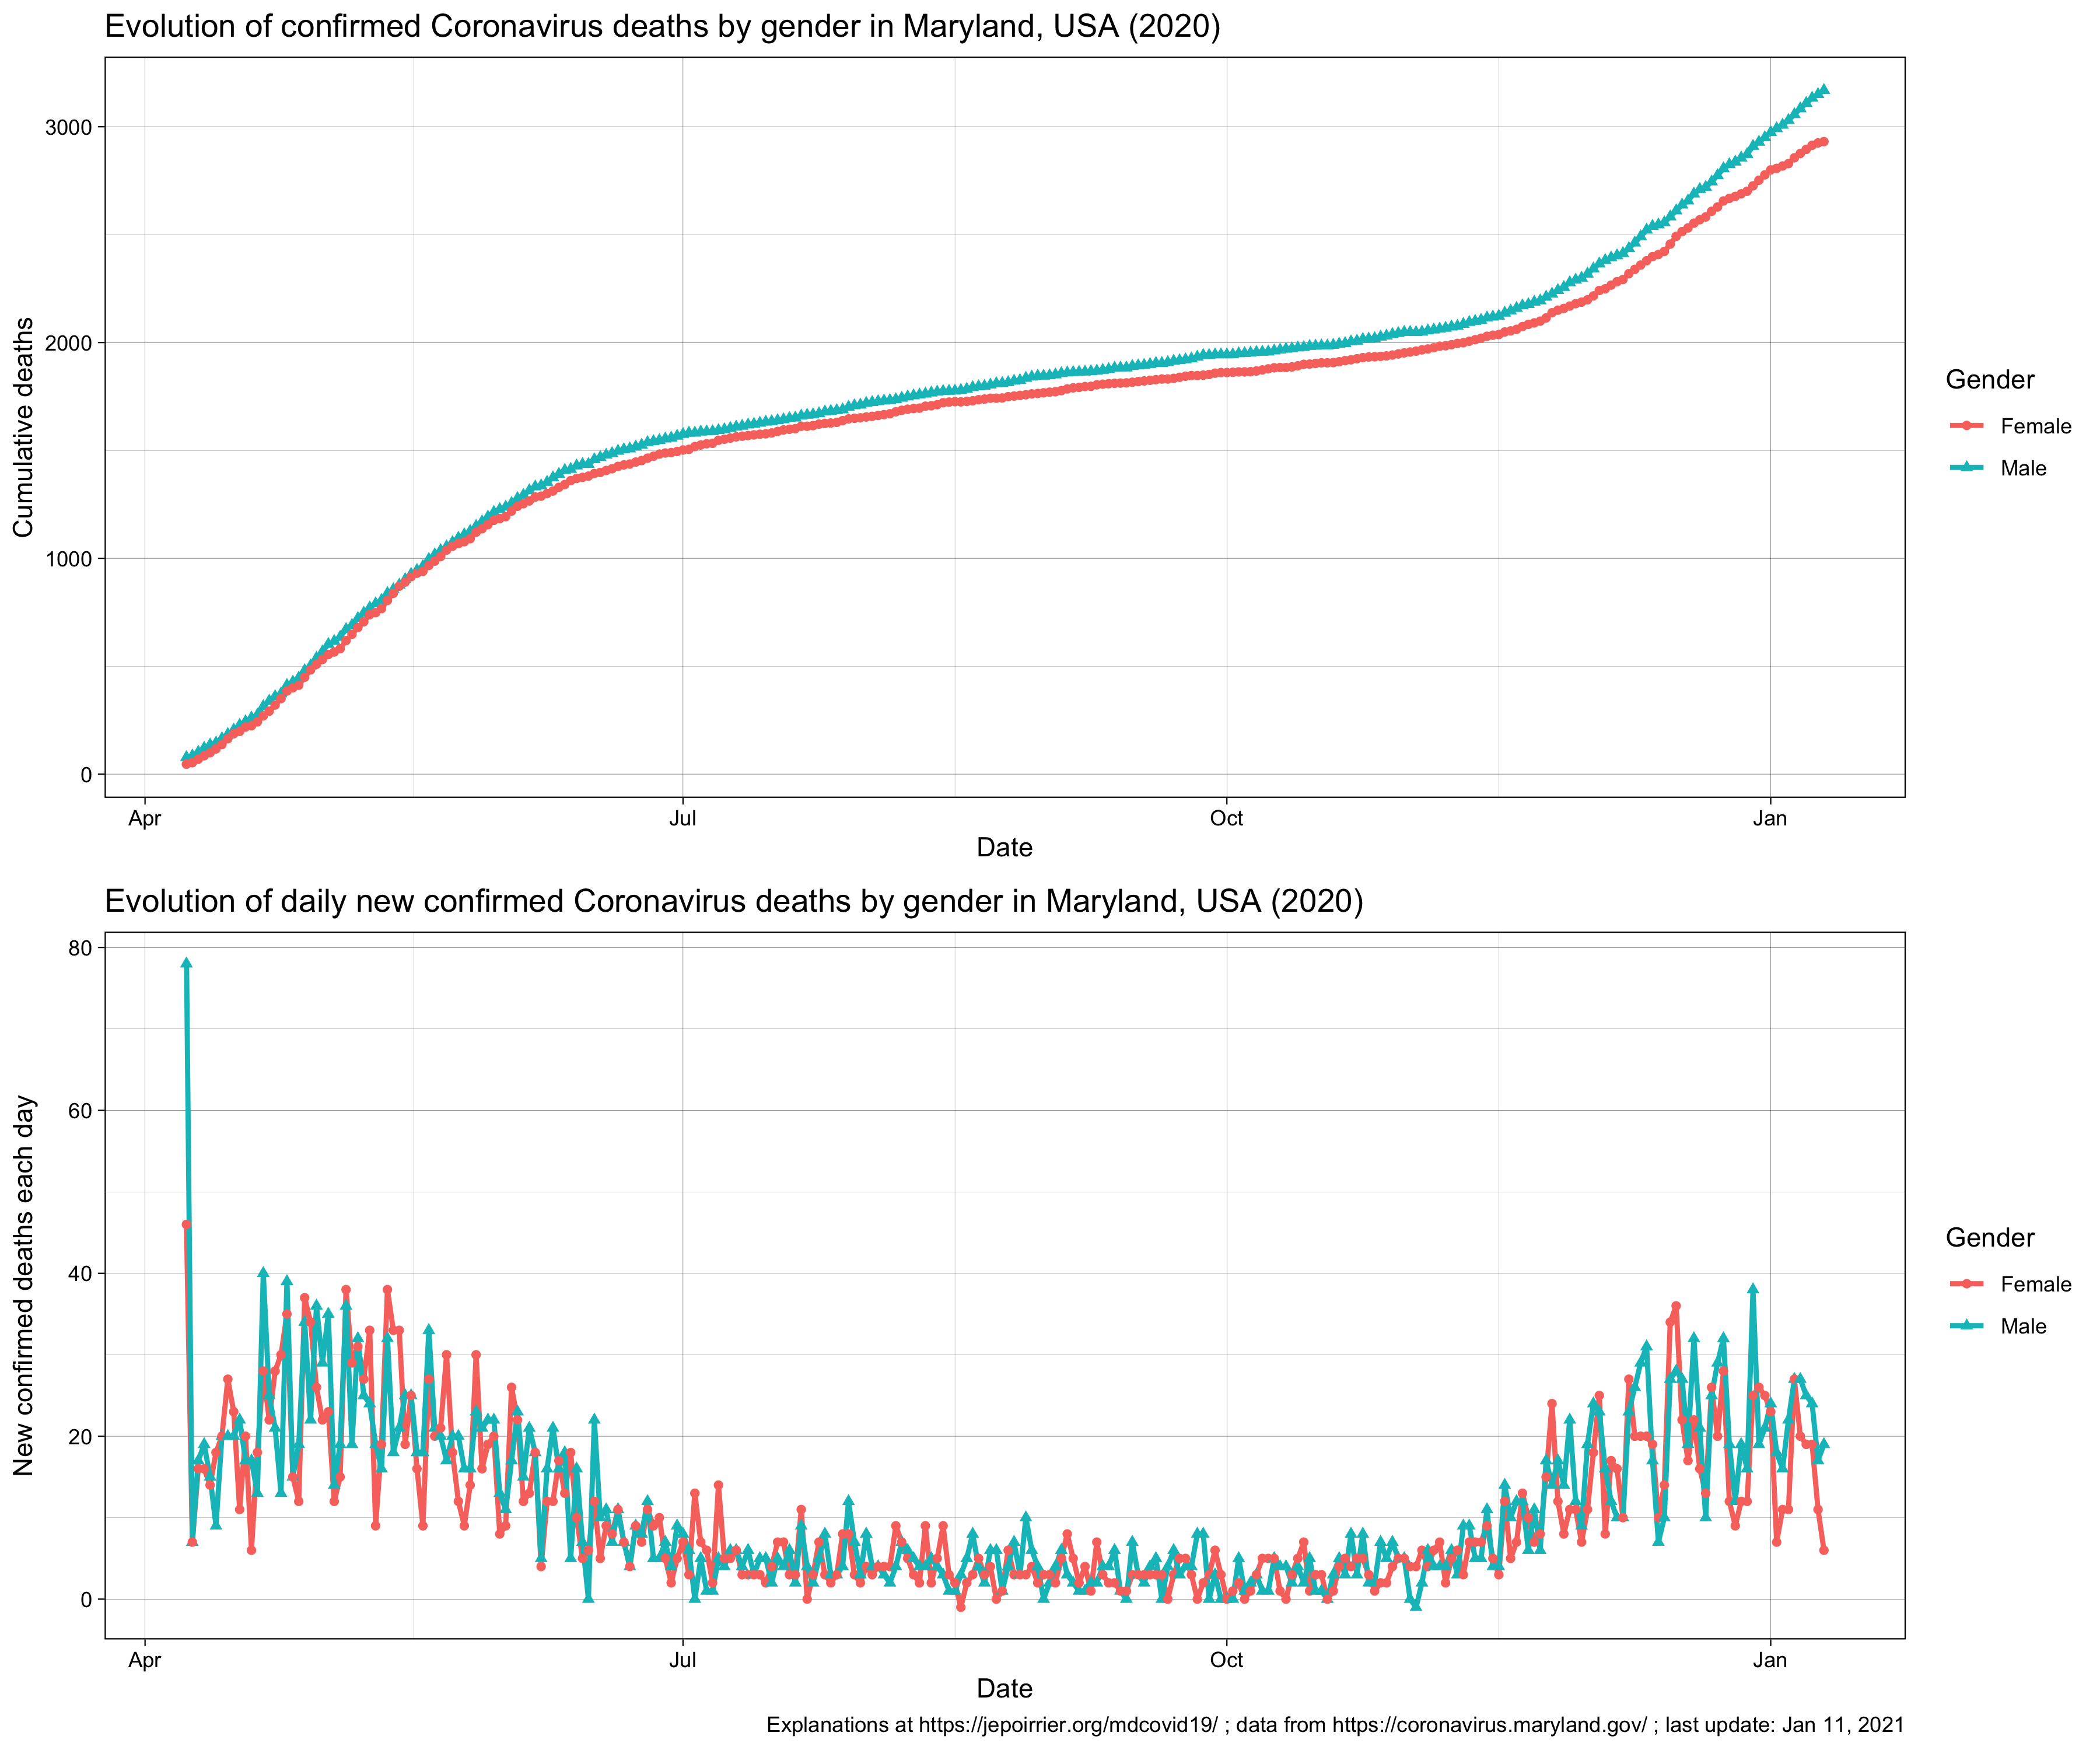 Evolution of confirmed Coronavirus deaths by gender in Maryland, USA (2020)
3000
2000
1000
0
Cumulative deaths
Apr
Jul
Oct
Jan
Date
Gender
Female
Male
Evolution of daily new confirmed Coronavirus deaths by gender in Maryland, USA (2020)
80
60
40
20
0
New confirmed deaths each day
Apr
Jul
Oct
Jan
Date
Gender
Female
Male
Explanations at https://jepoirrier.org/mdcovid19/ ; data from https://coronavirus.maryland.gov/ ; last update: Jan 11, 2021